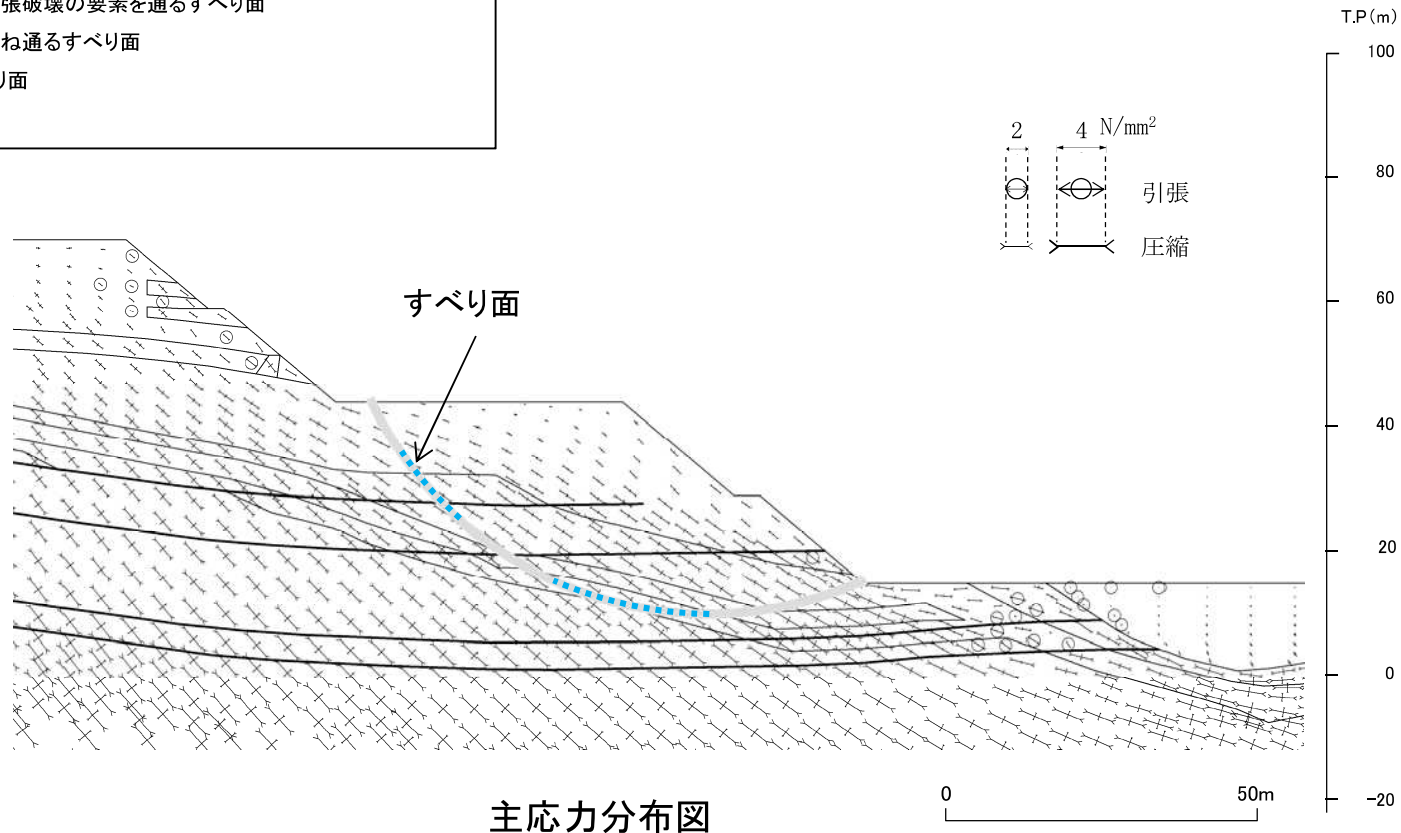 張破壊の要素を通るすべり面
ね通るすべり面
り面
T.P(m)
100
80
60
40
20
0
-20
2 4 N/mm²
引張
圧縮
すべり面
0 50m
主応力分布図